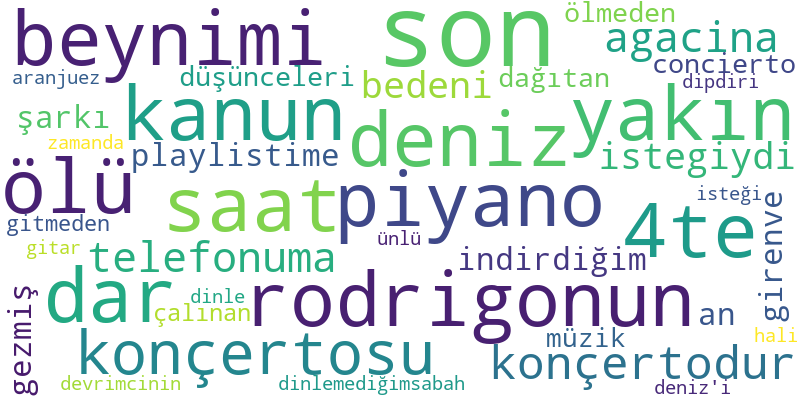 beynimi
son
ölmeden
agacina
aranjuez
düşünceleri
bedeni
dağıtan
concierto
dipdiri
şarkı
kanun
deniz
yakın
zamanda
playlistime
istegiydi
ölü
saat
piyano
4te
isteği
gitmeden
gitar
telefonuma
ünlü
indirdiğim
girenve
gezmiş
dar
dinle
çalınan
rodrigonun
an
müzik
hali
konçertosu
konçertodur
devrimcinin
dinlemediğimsabah
deniz'ı